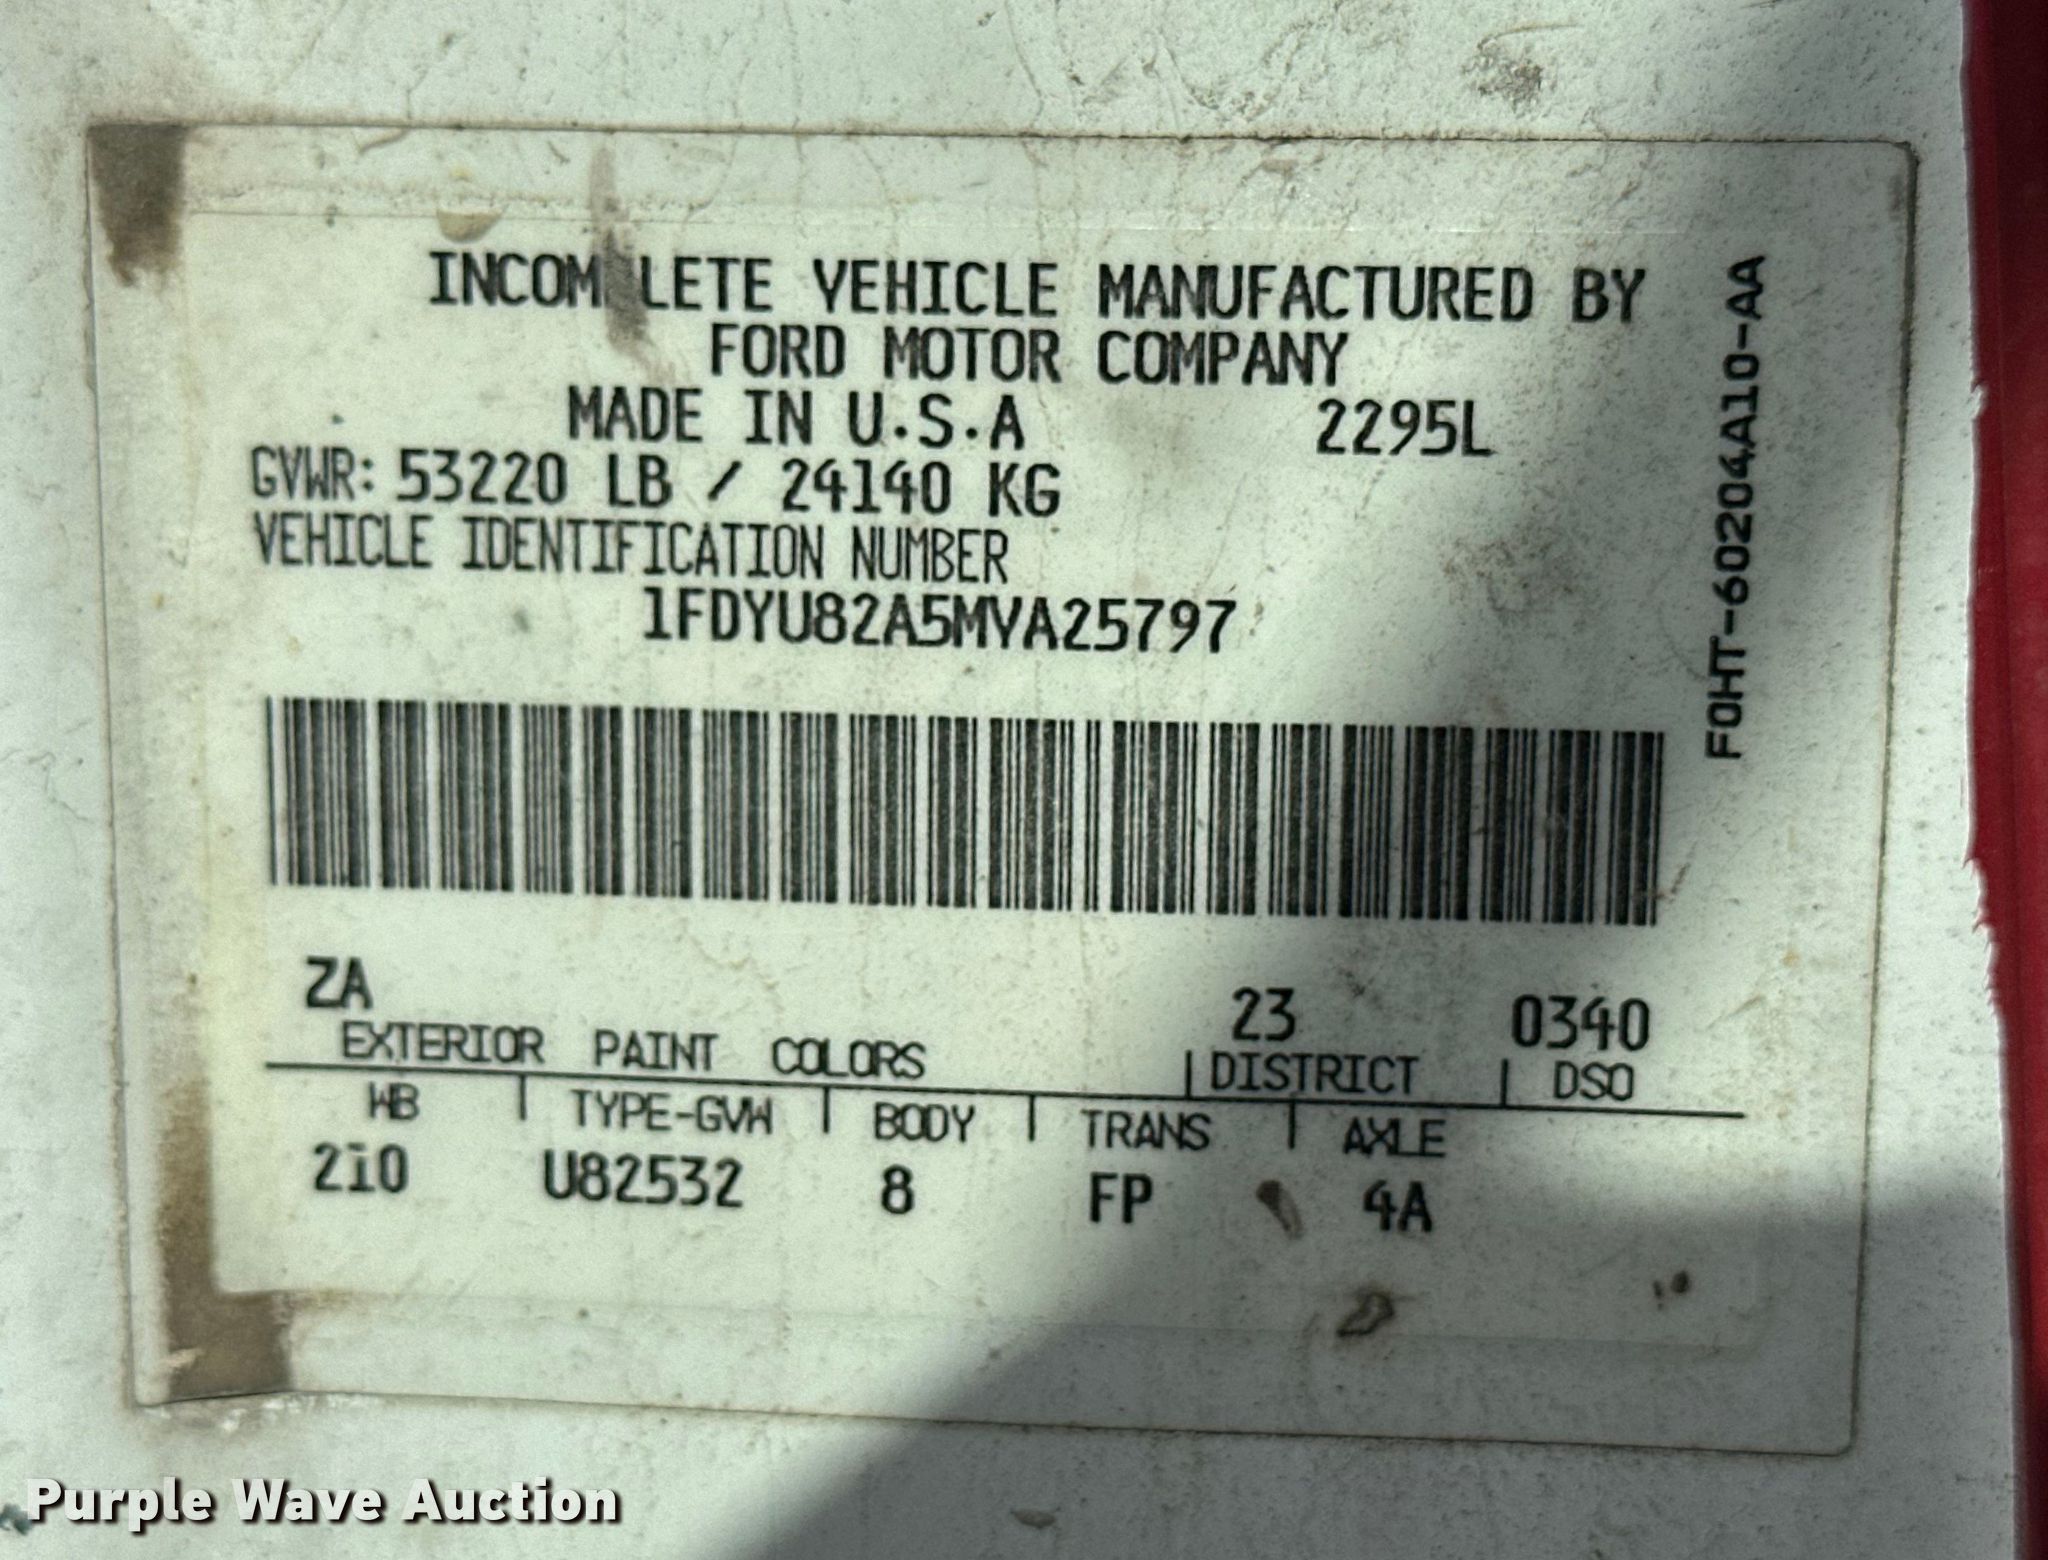 INCOMPLETE VEHICLE MANUFACTURED BY
FORD MOTOR COMPANY
MADE IN U.S.A 2295L
GVWR: 53220 LB / 24140 KG
VEHICLE IDENTIFICATION NUMBER
1FDYU82A5MVA25797
F0HT-60204A10-AA
ZA 23 0340
EXTERIOR PAINT COLORS | DISTRICT | DSO
WB | TYPE-GVW | BODY | TRANS | AXLE
210 U82532 8 FP 4A
Purple Wave Auction